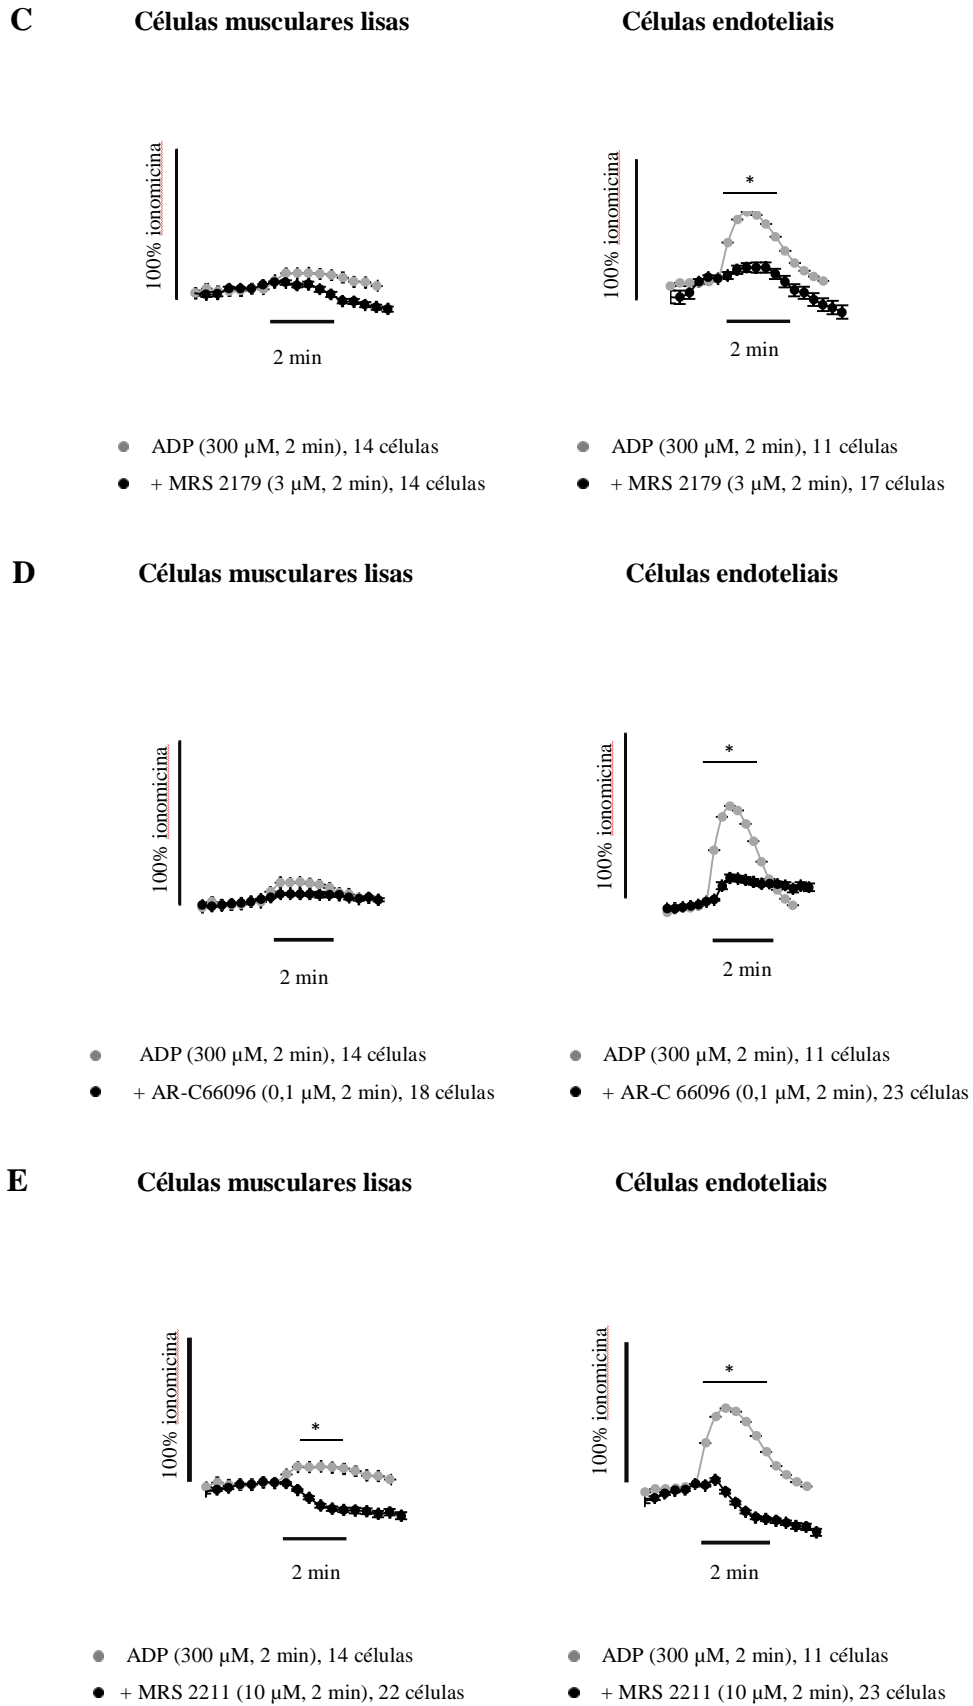 C
Células musculares lisas
Células endoteliais
100% ionomicina
100% ionomicina
*
2 min
2 min
ADP (300 µM, 2 min), 14 células
ADP (300 µM, 2 min), 11 células
+ MRS 2179 (3 µM, 2 min), 14 células
+ MRS 2179 (3 µM, 2 min), 17 células
D
Células musculares lisas
Células endoteliais
100% ionomicina
100% ionomicina
*
2 min
2 min
ADP (300 µM, 2 min), 14 células
ADP (300 µM, 2 min), 11 células
+ AR-C66096 (0,1 µM, 2 min), 18 células
+ AR-C 66096 (0,1 µM, 2 min), 23 células
E
Células musculares lisas
Células endoteliais
100% ionomicina
100% ionomicina
*
*
2 min
2 min
ADP (300 µM, 2 min), 14 células
ADP (300 µM, 2 min), 11 células
+ MRS 2211 (10 µM, 2 min), 22 células
+ MRS 2211 (10 µM, 2 min), 23 células